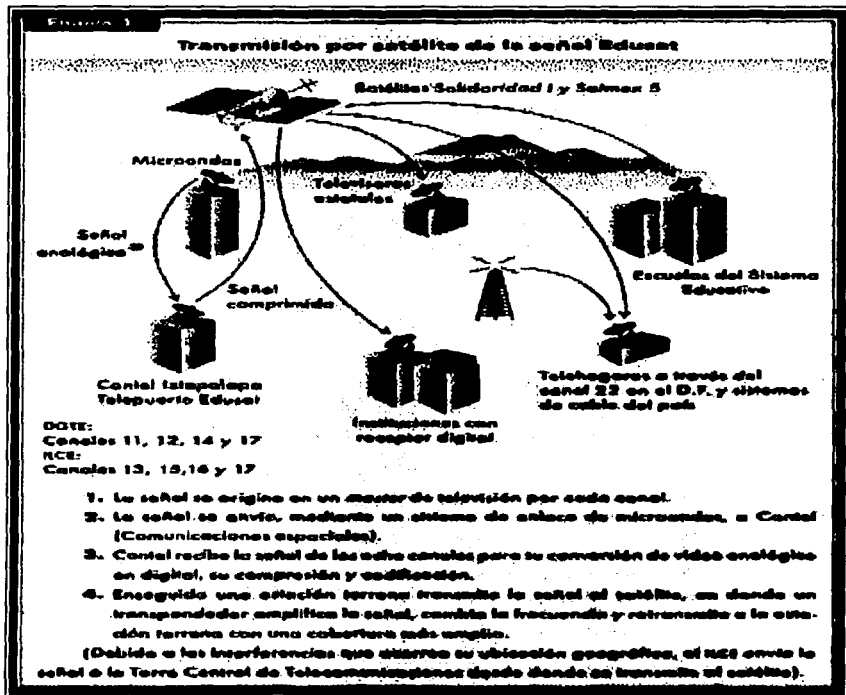 Figura 1
Transmisión por satélite de la señal Edusat
Satélites Solidaridad I y Satmex 5
Microondas
Televisoras
estatales
Señal
analógica
Escuelas del Sistema
Educativo
Señal
comprimida
Contel Iztapalapa
Telepuerto Edusat
Telehogares a través del
canal 22 en el D.F. y sistemas
de cable del país
Instituciones con
receptor digital
DGTE:
Canales 11, 12, 14 y 17
ILCE:
Canales 13, 15, 16 y 17
1. La señal se origina en un master de televisión por cada canal.
2. La señal se envía, mediante un sistema de enlace de microondas, a Contel
(Comunicaciones espaciales).
3. Contel recibe la señal de los ocho canales para su conversión de video analógico
en digital, su compresión y codificación.
4. Enseguida una estación terrena transmite la señal al satélite, en donde un
transpondedor amplifica la señal, cambia la frecuencia y retransmite a la esta-
ción terrena con una cobertura más amplia.
(Debido a las interferencias que ocurren su ubicación geográfica, el ILCE envía la
señal a la Torre Central de Telecomunicaciones desde donde se transmite al satélite).